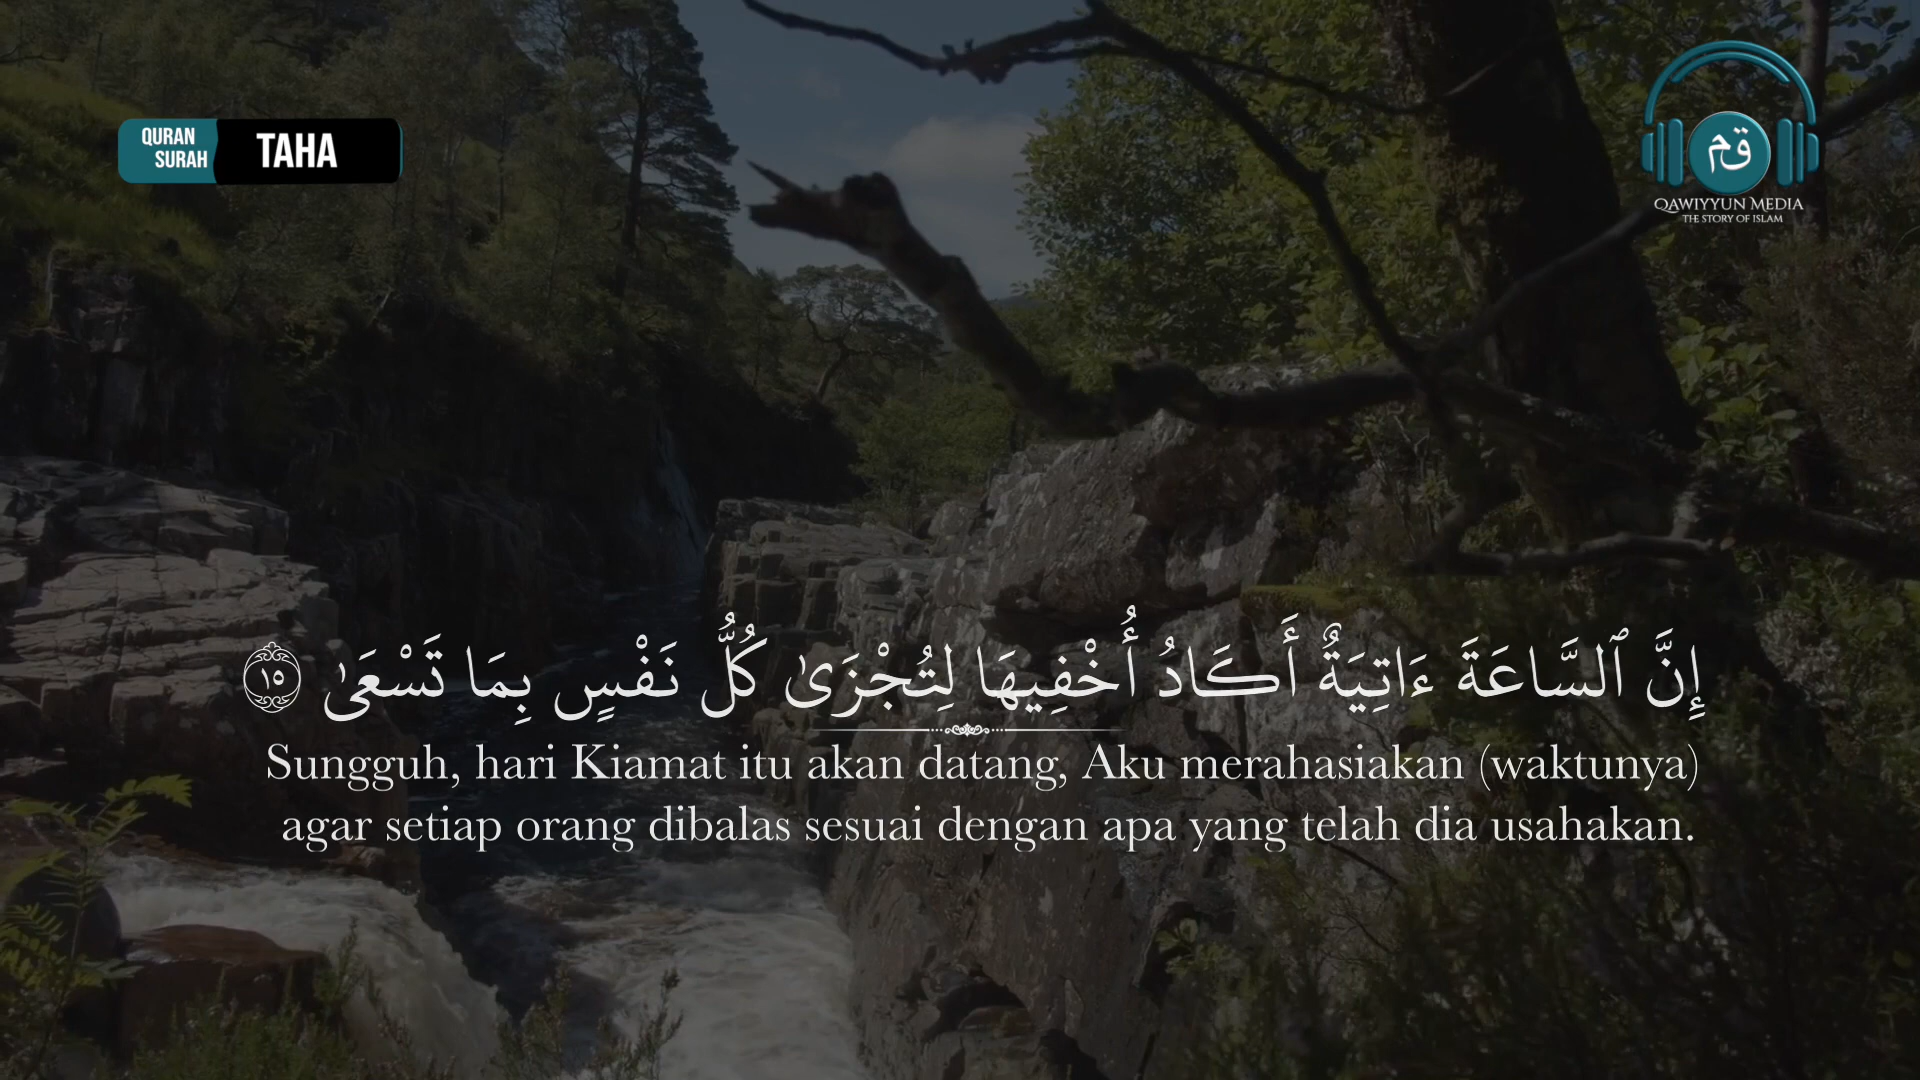 QURAN
SURAH
TAHA
قم
QAWIYYUN MEDIA
THE STORY OF ISLAM
إِنَّ ٱلسَّاعَةَ ءَاتِيَةٌ أَكَادُ أُخْفِيهَا لِتُجْزَىٰ كُلُّ نَفْسٍۭ بِمَا تَسْعَىٰ ١٥
Sungguh, hari Kiamat itu akan datang, Aku merahasiakan (waktunya)
agar setiap orang dibalas sesuai dengan apa yang telah dia usahakan.